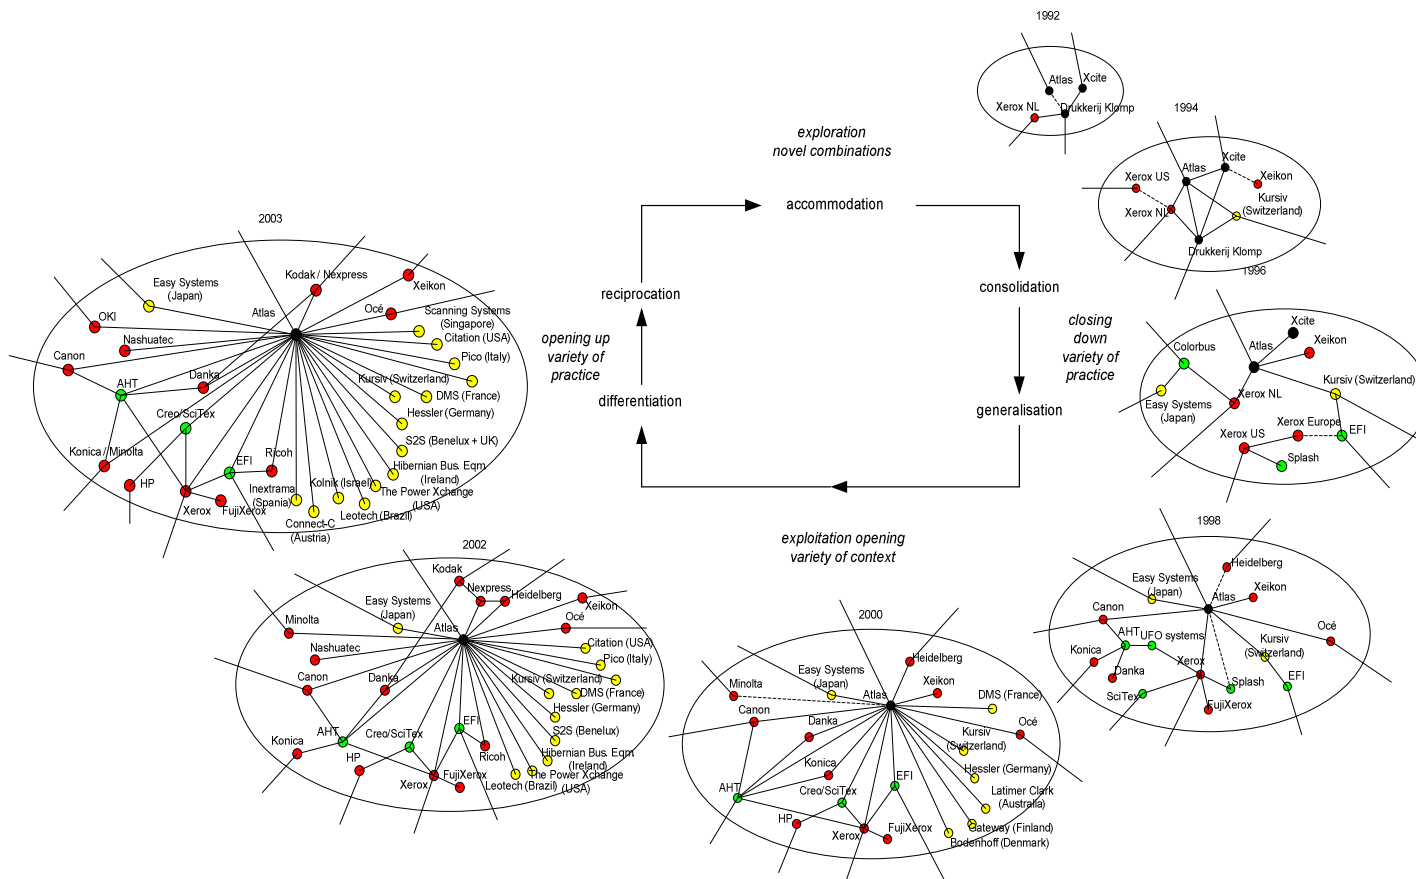 1992
Atlas
Xcite
Xerox NL
Drukkerij Klomp
1994
Xcite
Atlas
Xerox US
Xeikon
Kursiv
(Switzerland)
Xerox NL
Drukkerij Klomp
1996
Xcite
Colorbus
Atlas
Xeikon
Kursiv (Switzerland)
Xerox NL
Easy Systems
(Japan)
Xerox Europe
Xerox US
EFI
Splash
1998
Heidelberg
Easy Systems
(Japan)
Xeikon
Atlas
Canon
Océ
AHT
UFO systems
Kursiv
(Switzerland)
Konica
Xerox
Danka
EFI
SciTex
Splash
FujiXerox
2000
Heidelberg
Easy Systems
(Japan)
Minolta
Atlas
Xeikon
DMS (France)
Canon
Danka
Océ
Kursiv
(Switzerland)
Konica
Hessler (Germany)
AHT
Creo/SciTex
EFI
Latimer Clark
(Australia)
HP
Xerox
FujiXerox
Gateway (Finland)
Bodenhoff (Denmark)
2002
Kodak
Nexpress
Heidelberg
Easy Systems
(Japan)
Xeikon
Minolta
Atlas
Océ
Nashuatec
Citation (USA)
Pico (Italy)
Canon
Danka
Kursiv (Switzerland)
DMS (France)
Hessler (Germany)
AHT
Creo/SciTex
EFI
S2S (Benelux)
Konica
HP
Ricoh
Hibernian Bus. Eqm
(Ireland)
Xerox
FujiXerox
Leotech (Brazil)
The Power Xchange
(USA)
2003
Kodak / Nexpress
Easy Systems
(Japan)
Xeikon
OKI
Atlas
Océ
Scanning Systems
(Singapore)
Nashuatec
Citation (USA)
Canon
Pico (Italy)
AHT
Danka
Kursiv (Switzerland)
DMS (France)
Creo/SciTex
Hessler (Germany)
Konica / Minolta
S2S (Benelux + UK)
EFI
Ricoh
Hibernian Bus. Eqm
(Ireland)
HP
Kolnik (Israel)
Inextrama
(Spania)
The Power Xchange
(USA)
Xerox
FujiXerox
Leotech (Brazil)
Connect-C
(Austria)
exploration
novel combinations
accommodation
consolidation
closing
down
variety of
practice
generalisation
exploitation opening
variety of context
differentiation
opening up
variety of
practice
reciprocation